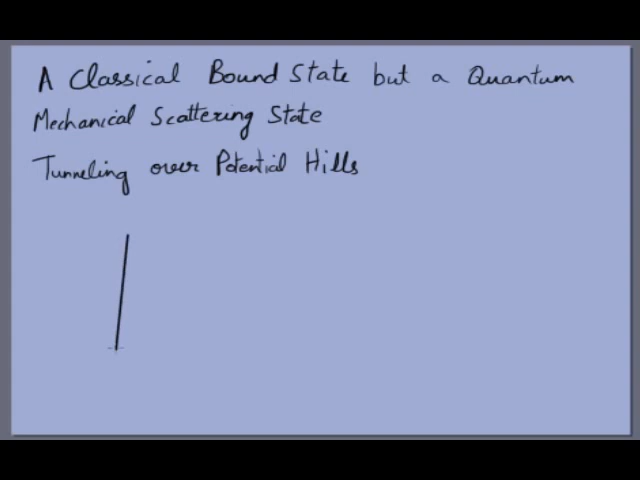 A Classical Bound State but a Quantum
Mechanical Scattering State
Tunneling over Potential Hills